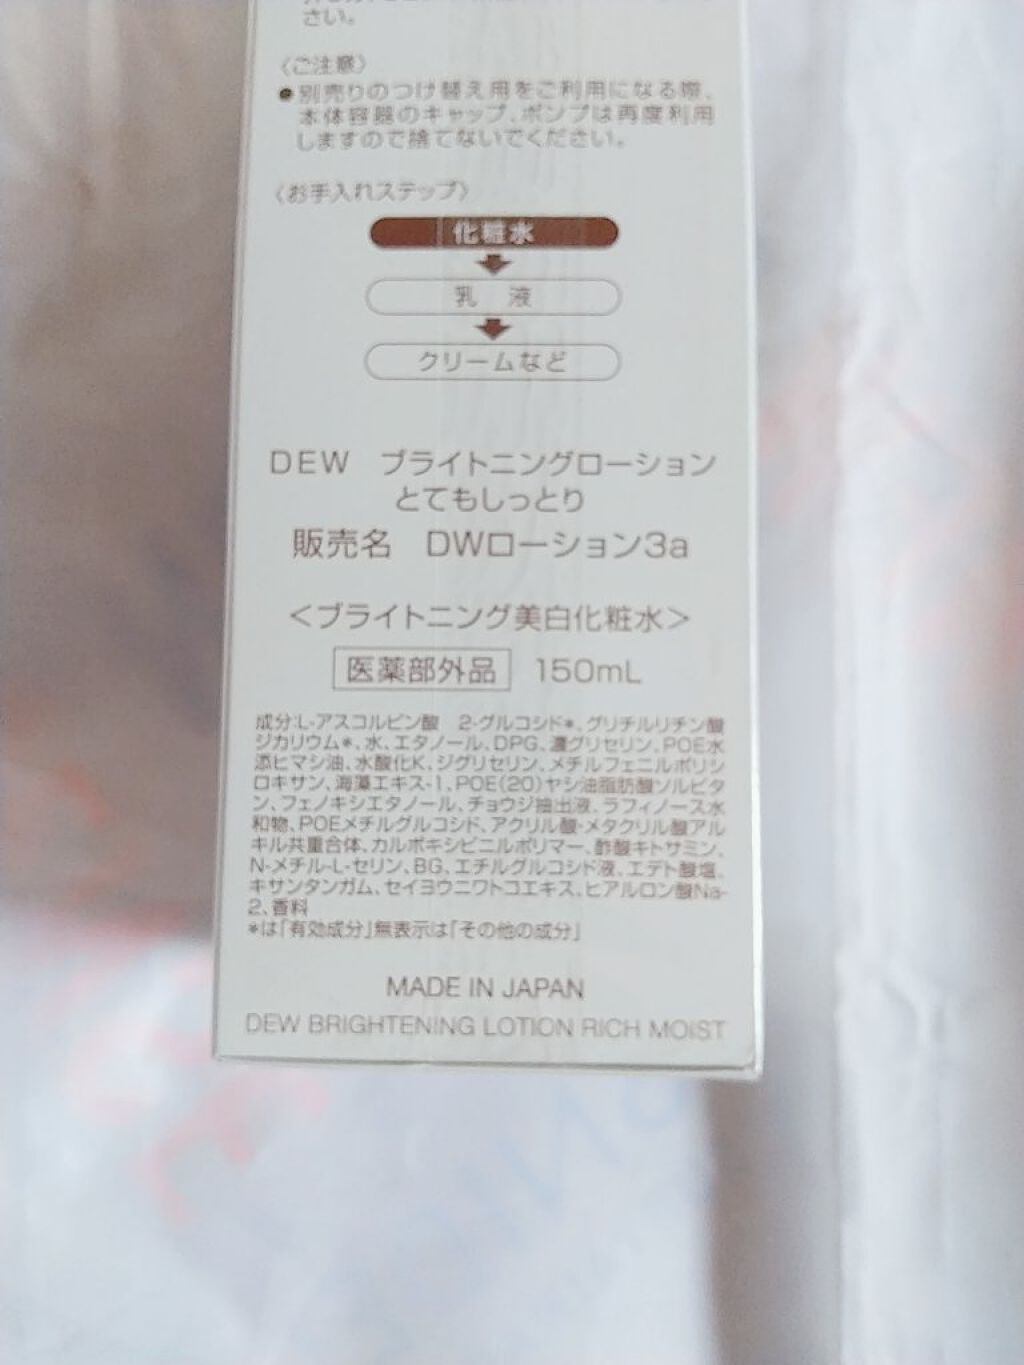 さい。
〈ご注意〉
●別売りのつけ替え用をご利用になる際、
本体容器のキャップ、ポンプは再度利用
しますので捨てないでください。
〈お手入れステップ〉
化粧水
乳 液
クリームなど
DEW ブライトニングローション
とてもしっとり
販売名 DWローション3a
＜ブライトニング美白化粧水＞
医薬部外品 150mL
成分:L-アスコルビン酸 2-グルコシド*、グリチルリチン酸
ジカリウム*、水、エタノール、DPG、濃グリセリン、POE水
添ヒマシ油、水酸化K、ジグリセリン、メチルフェニルポリシ
ロキサン、海藻エキス-1、POE(20)ヤシ油脂肪酸ソルビタ
ン、フェノキシエタノール、チョウジ抽出液、ラフィノース水
和物、POEメチルグルコシド、アクリル酸・メタクリル酸アル
キル共重合体、カルボキシビニルポリマー、酢酸キトサミン、
N-メチル-L-セリン、BG、エチルグルコシド液、エデト酸塩、
キサンタンガム、セイヨウニワトコエキス、ヒアルロン酸Na-
2、香料
*は「有効成分」無表示は「その他の成分」
MADE IN JAPAN
DEW BRIGHTENING LOTION RICH MOIST